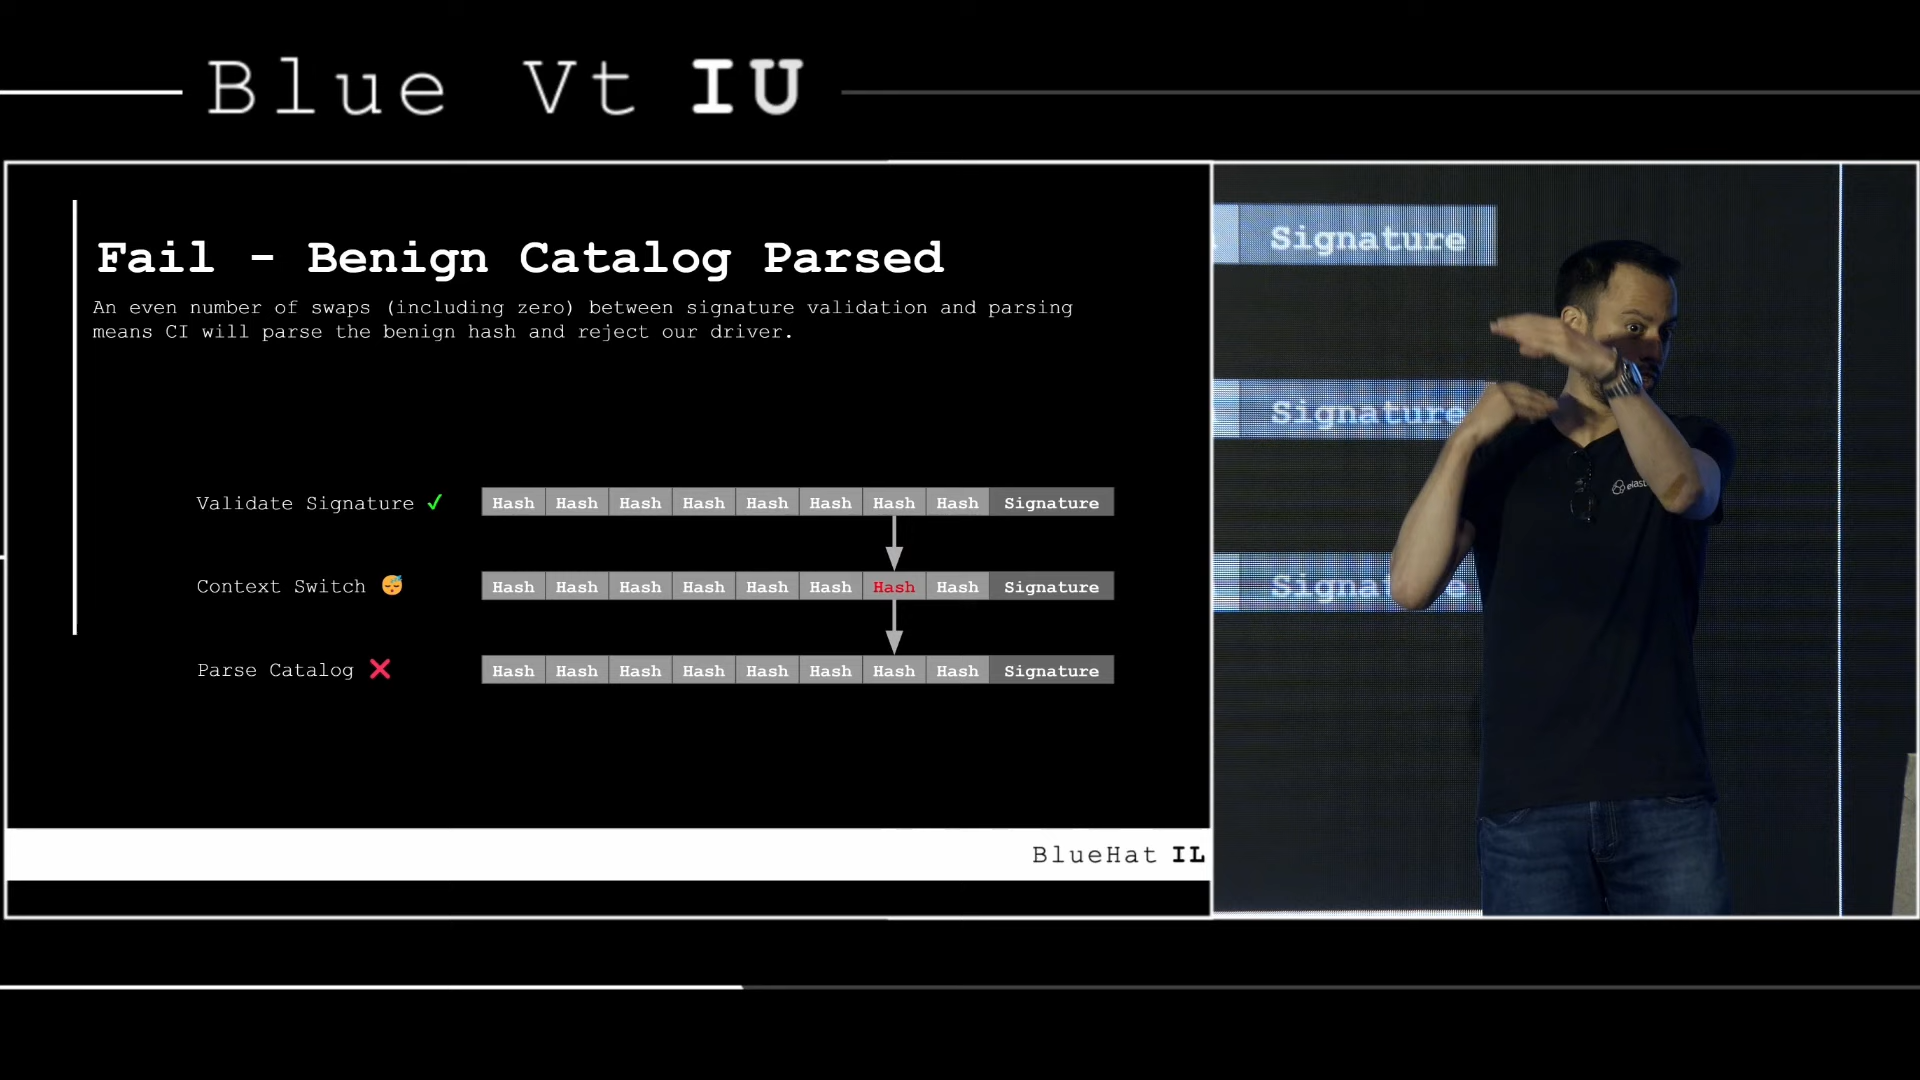 Blue Vt IU
Fail - Benign Catalog Parsed
An even number of swaps (including zero) between signature validation and parsing
means CI will parse the benign hash and reject our driver.
Validate Signature ✓ Hash Hash Hash Hash Hash Hash Hash Hash Signature
Context Switch 😴 Hash Hash Hash Hash Hash Hash Hash Hash Signature
Parse Catalog ❌ Hash Hash Hash Hash Hash Hash Hash Hash Signature
BlueHat IL
Signature
Signature
Signa e
elast